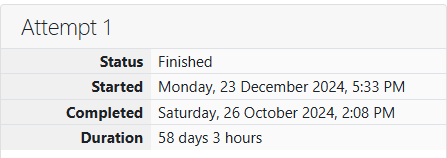 Attempt 1
Status Finished
Started Monday, 23 December 2024, 5:33 PM
Completed Saturday, 26 October 2024, 2:08 PM
Duration 58 days 3 hours